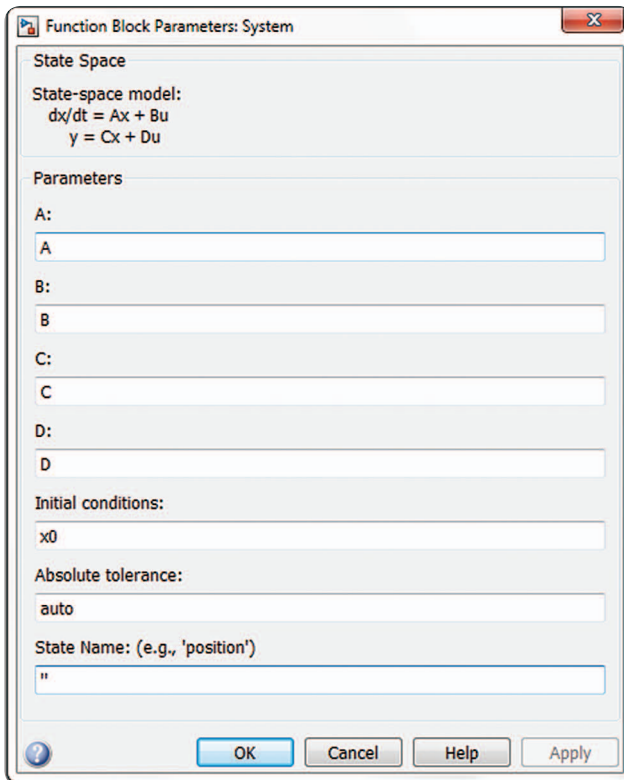 Function Block Parameters: System
State Space
State-space model:
dx/dt = Ax + Bu
y = Cx + Du
Parameters
A:
A
B:
B
C:
C
D:
D
Initial conditions:
x0
Absolute tolerance:
auto
State Name: (e.g., 'position')
''
OK Cancel Help Apply